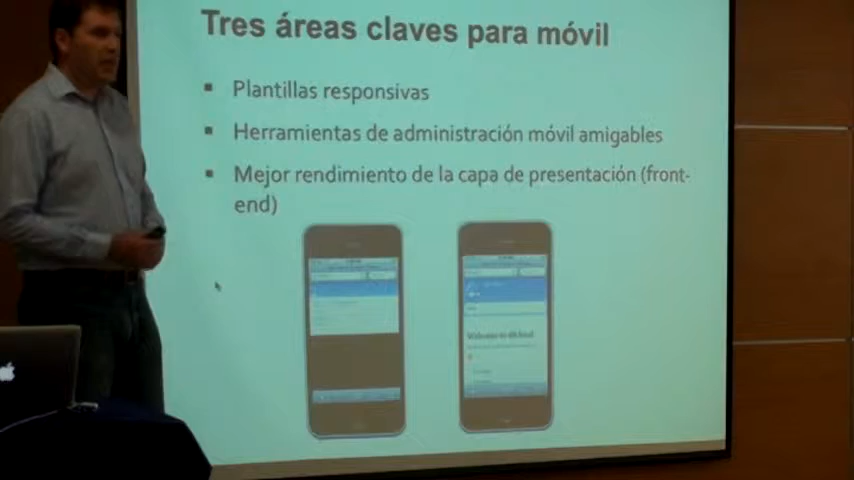 Tres áreas claves para móvil
▪ Plantillas responsivas
▪ Herramientas de administración móvil amigables
▪ Mejor rendimiento de la capa de presentación (front-
end)